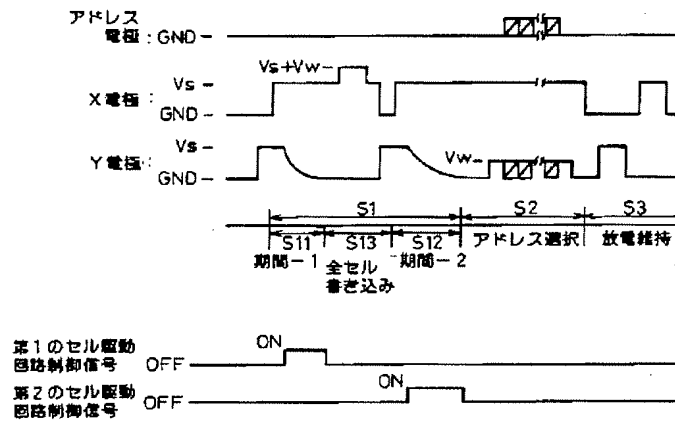 アドレス
電極：GND
Vs+Vw
Vs
X電極：
GND
Vs
Y電極：
Vw
GND
S1 S2 S3
S11 S13 S12 アドレス選択 放電維持
期間-1 全セル 期間-2
書き込み
第1のセル駆動 ON
回路制御信号 OFF
第2のセル駆動 ON
回路制御信号 OFF